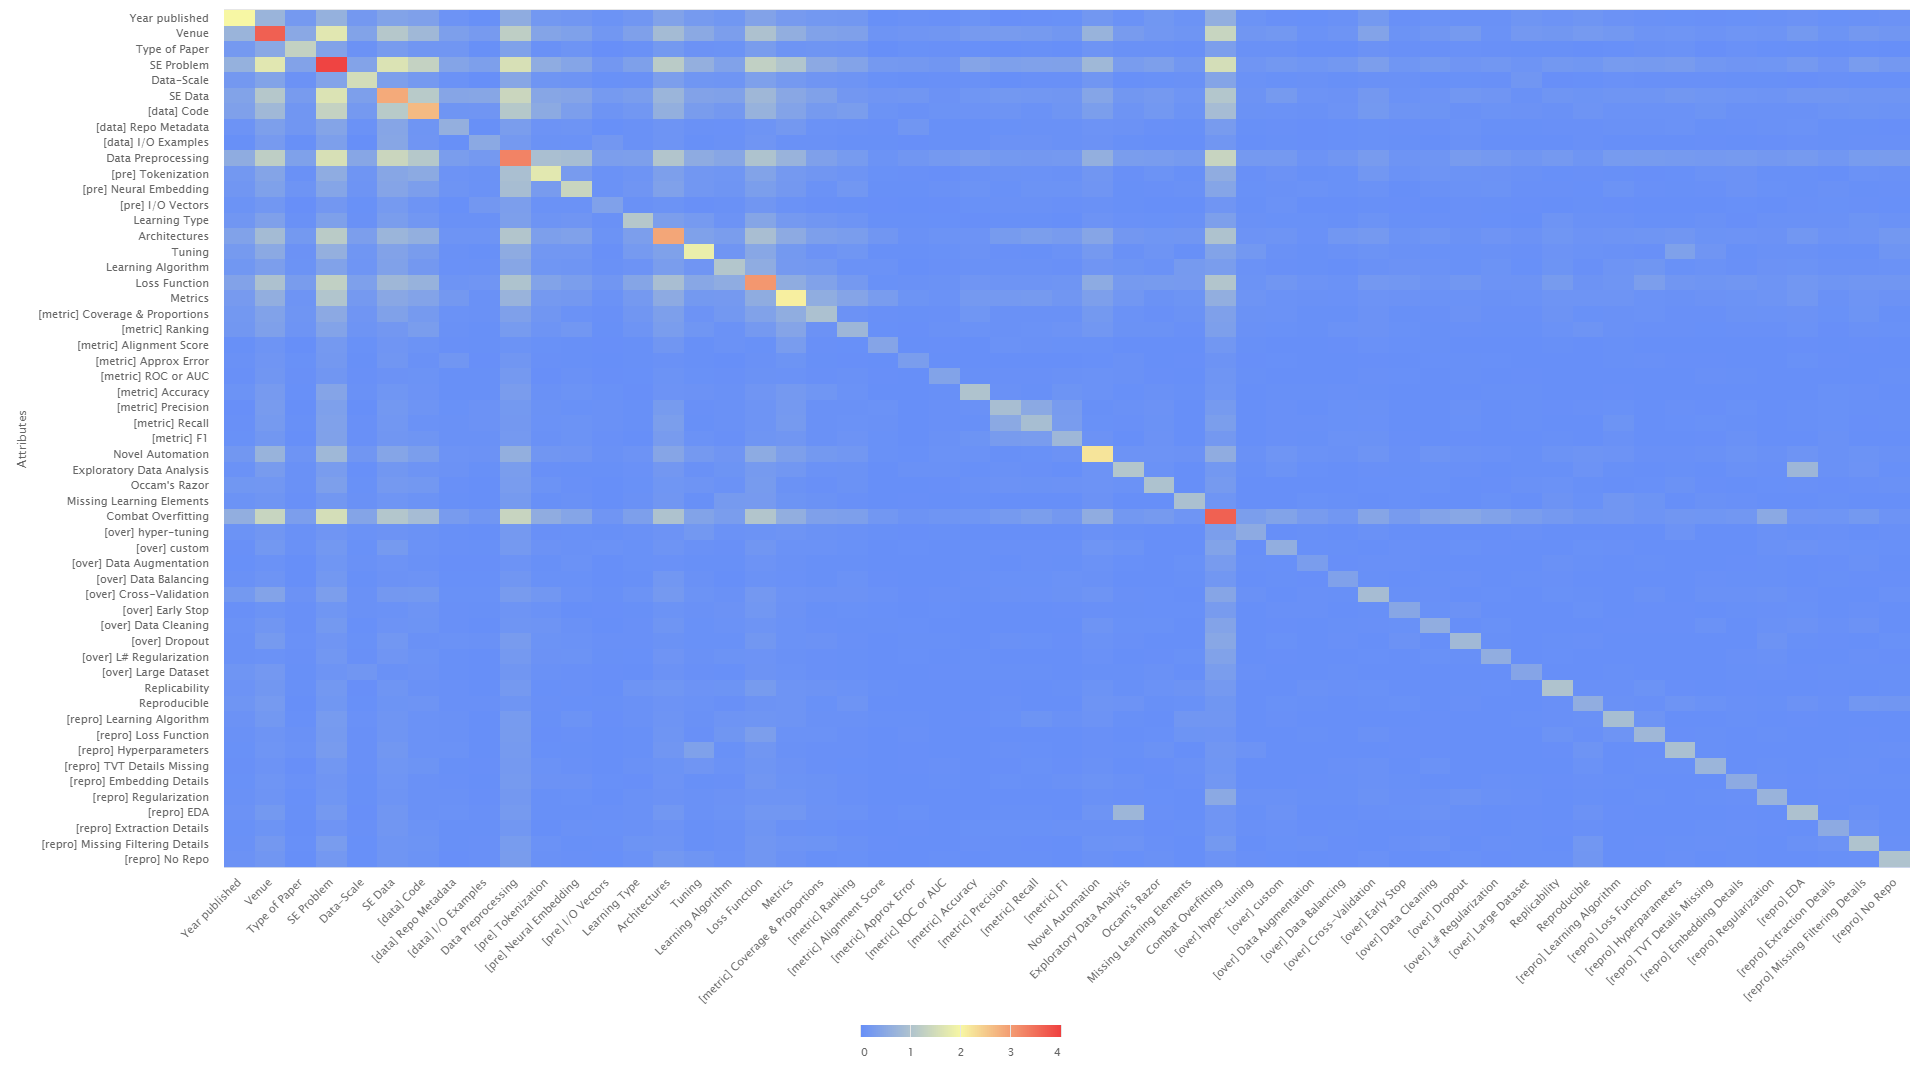 Attributes
Year published
Venue
Type of Paper
SE Problem
Data-Scale
SE Data
[data] Code
[data] Repo Metadata
[data] I/O Examples
Data Preprocessing
[pre] Tokenization
[pre] Neural Embedding
[pre] I/O Vectors
Learning Type
Architectures
Tuning
Learning Algorithm
Loss Function
Metrics
[metric] Coverage & Proportions
[metric] Ranking
[metric] Alignment Score
[metric] Approx Error
[metric] ROC or AUC
[metric] Accuracy
[metric] Precision
[metric] Recall
[metric] F1
Novel Automation
Exploratory Data Analysis
Occam's Razor
Missing Learning Elements
Combat Overfitting
[over] hyper-tuning
[over] custom
[over] Data Augmentation
[over] Data Balancing
[over] Cross-Validation
[over] Early Stop
[over] Data Cleaning
[over] Dropout
[over] L# Regularization
[over] Large Dataset
Replicability
Reproducible
[repro] Learning Algorithm
[repro] Loss Function
[repro] Hyperparameters
[repro] TVT Details Missing
[repro] Embedding Details
[repro] Regularization
[repro] EDA
[repro] Extraction Details
[repro] Missing Filtering Details
[repro] No Repo
Year published
Venue
Type of Paper
SE Problem
Data-Scale
SE Data
[data] Code
[data] Repo Metadata
[data] I/O Examples
Data Preprocessing
[pre] Tokenization
[pre] Neural Embedding
[pre] I/O Vectors
Learning Type
Architectures
Tuning
Learning Algorithm
Loss Function
Metrics
[metric] Coverage & Proportions
[metric] Ranking
[metric] Alignment Score
[metric] Approx Error
[metric] ROC or AUC
[metric] Accuracy
[metric] Precision
[metric] Recall
[metric] F1
Novel Automation
Exploratory Data Analysis
Occam's Razor
Missing Learning Elements
Combat Overfitting
[over] hyper-tuning
[over] custom
[over] Data Augmentation
[over] Data Balancing
[over] Cross-Validation
[over] Early Stop
[over] Data Cleaning
[over] Dropout
[over] L# Regularization
[over] Large Dataset
Replicability
Reproducible
[repro] Learning Algorithm
[repro] Loss Function
[repro] Hyperparameters
[repro] TVT Details Missing
[repro] Embedding Details
[repro] Regularization
[repro] EDA
[repro] Extraction Details
[repro] Missing Filtering Details
[repro] No Repo
0 1 2 3 4